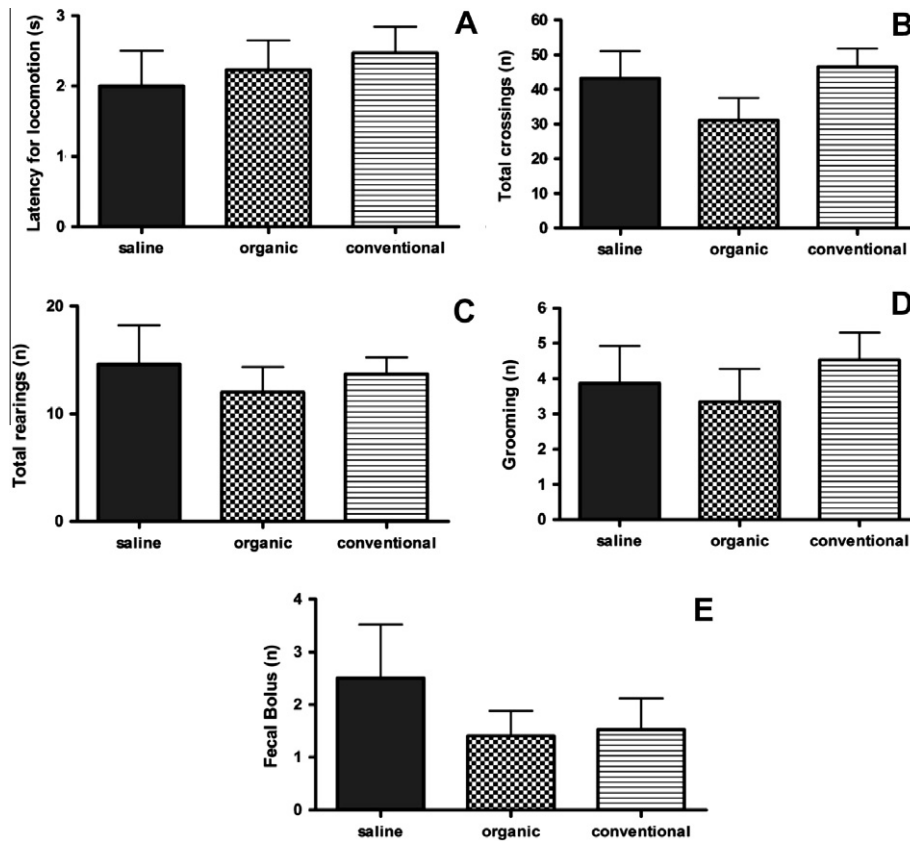 A
Latency for locomotion (s)
3
2
1
0
saline organic conventional
B
Total crossings (n)
60
50
40
30
20
10
0
saline organic conventional
C
Total rearings (n)
20
10
0
saline organic conventional
D
Grooming (n)
6
5
4
3
2
1
0
saline organic conventional
E
Fecal Bolus (n)
4
3
2
1
0
saline organic conventional